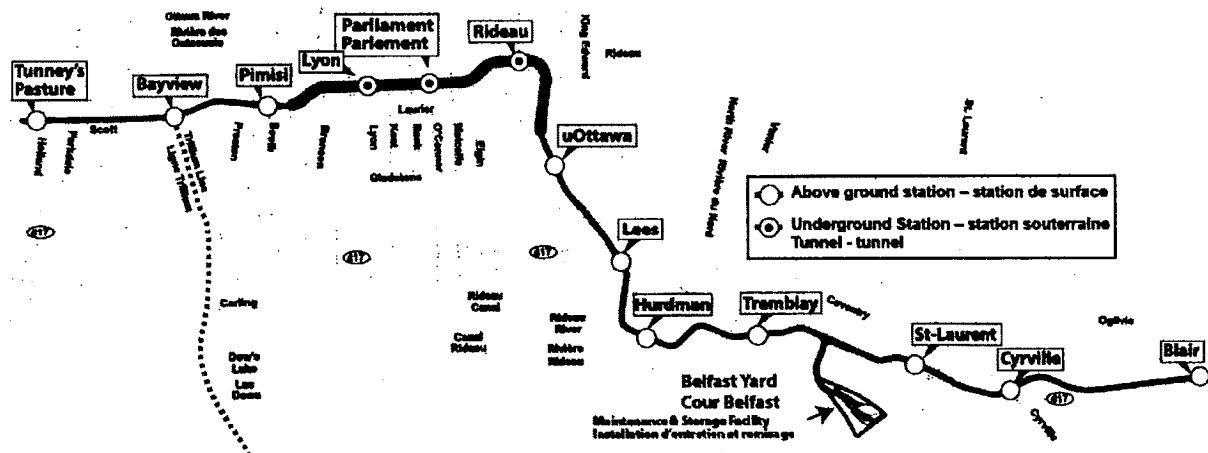 Ottawa River
Rivière des
Outaouais
Tunney's
Pasture
Bayview
Pimisi
Lyon
Parliament
Parlement
Rideau
King Edward
Rideau
Holland
Parkdale
Scott
Trillium Line
Ligne Trillium
Preston
Booth
Bronson
Laurier
Lyon
Kent
Bank
O'Connor
Metcalfe
Elgin
Gladstone
uOttawa
North River Rivière du Nord
Vanier
St. Laurent
Above ground station – station de surface
Underground Station – station souterraine
Tunnel - tunnel
417
417
417
Lees
Carling
Rideau
Canal
Canal
Rideau
Rideau
River
Rivière
Rideau
Hurdman
Tremblay
Coventry
St-Laurent
Ogilvie
Cyrville
Blair
Dow's
Lake
Lac
Dows
Belfast Yard
Cour Belfast
Maintenance & Storage Facility
Installation d'entretien et remisage
417
Cyrville